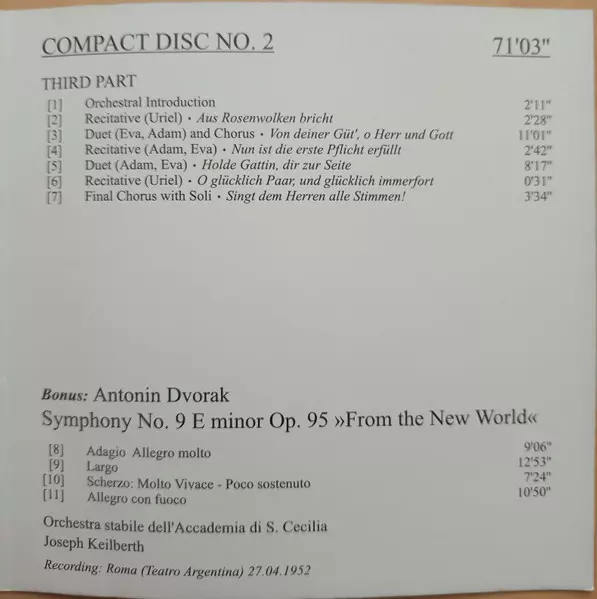 COMPACT DISC NO. 2 71'03"
THIRD PART
[1] Orchestral Introduction 2'11"
[2] Recitative (Uriel) · Aus Rosenwolken bricht 2'28"
[3] Duet (Eva, Adam) and Chorus · Von deiner Güt', o Herr und Gott 11'01"
[4] Recitative (Adam, Eva) · Nun ist die erste Pflicht erfüllt 2'42"
[5] Duet (Adam, Eva) · Holde Gattin, dir zur Seite 8'17"
[6] Recitative (Uriel) · O glücklich Paar, und glücklich immerfort 0'31"
[7] Final Chorus with Soli · Singt dem Herren alle Stimmen! 3'34"
Bonus: Antonin Dvorak
Symphony No. 9 E minor Op. 95 »From the New World«
[8] Adagio Allegro molto 9'06"
[9] Largo 12'53"
[10] Scherzo: Molto Vivace - Poco sostenuto 7'24"
[11] Allegro con fuoco 10'50"
Orchestra stabile dell'Accademia di S. Cecilia
Joseph Keilberth
Recording: Roma (Teatro Argentina) 27.04.1952